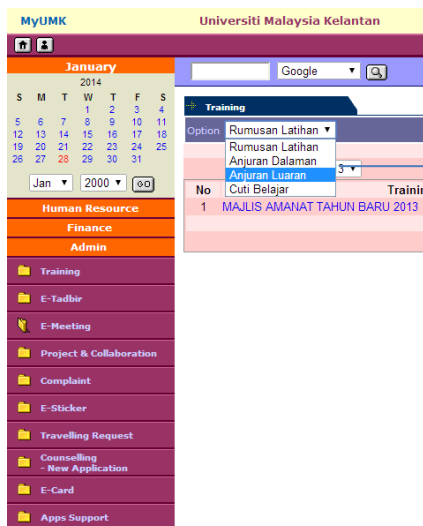 MyUMK Universiti Malaysia Kelantan
January
2014
S M T W T F S
1 2 3 4
5 6 7 8 9 10 11
12 13 14 15 16 17 18
19 20 21 22 23 24 25
26 27 28 29 30 31
Jan 2000 GO
Human Resource
Finance
Admin
Training
E-Tadbir
E-Meeting
Project & Collaboration
Complaint
E-Sticker
Travelling Request
Counselling
- New Application
E-Card
Apps Support
Google
Training
Option Rumusan Latihan
Rumusan Latihan
Anjuran Dalaman
Anjuran Luaran
Cuti Belajar
3
No
1 MAJLIS AMANAT TAHUN BARU 2013